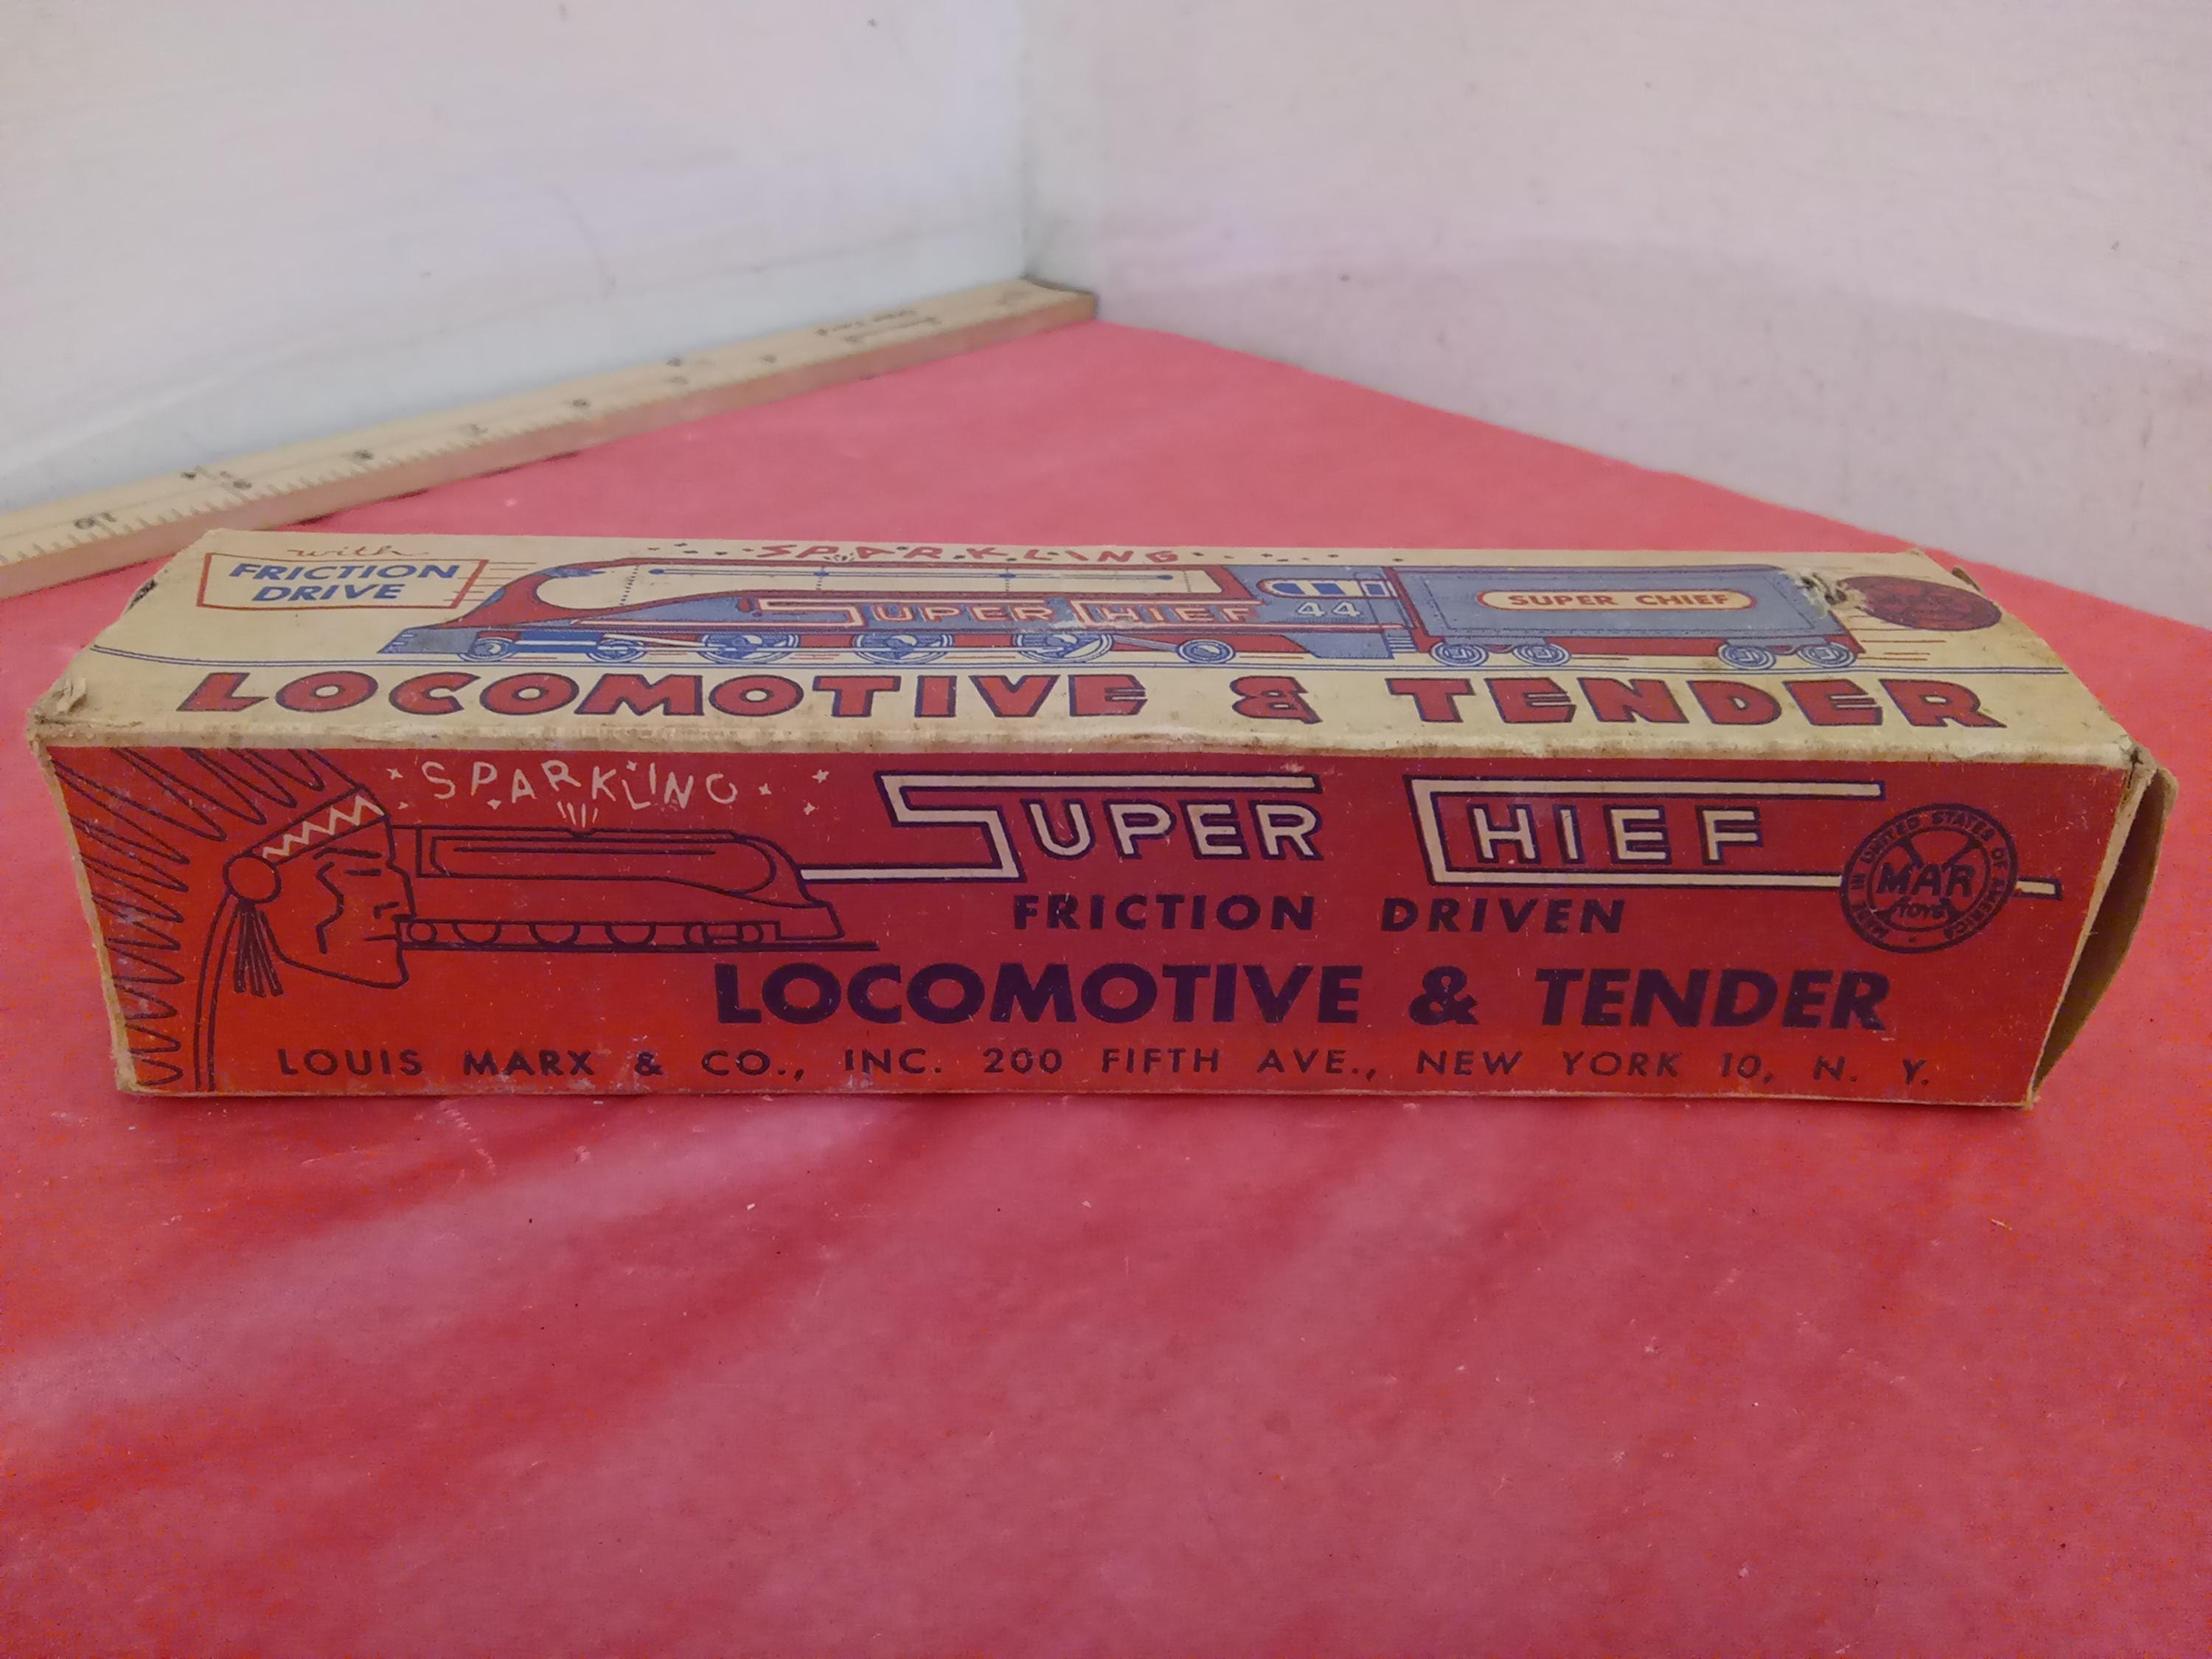 with
FRICTION
DRIVE
SPARKLING
SUPER CHIEF
44
SUPER CHIEF
LOCOMOTIVE & TENDER
SPARKLING
SUPER CHIEF
FRICTION DRIVEN
LOCOMOTIVE & TENDER
LOUIS MARX & CO., INC. 200 FIFTH AVE., NEW YORK 10, N. Y.
MADE IN UNITED STATES OF AMERICA
MAR
TOYS